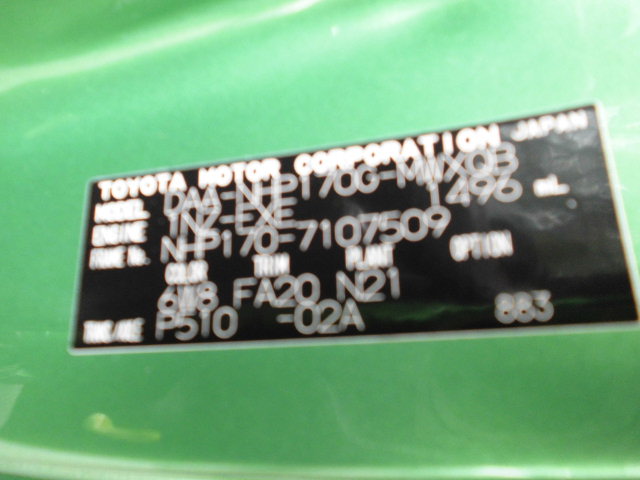 TOYOTA MOTOR CORPORATION JAPAN
MODEL DAA-NHP170G-MWXQB
ENGINE 1NZ-FXE 1496 mL
FRAME No. NHP170-7107509
COLOR TRIM PLANT OPTION
FA20 N21
TRANS/AXLE P510 -02A 883